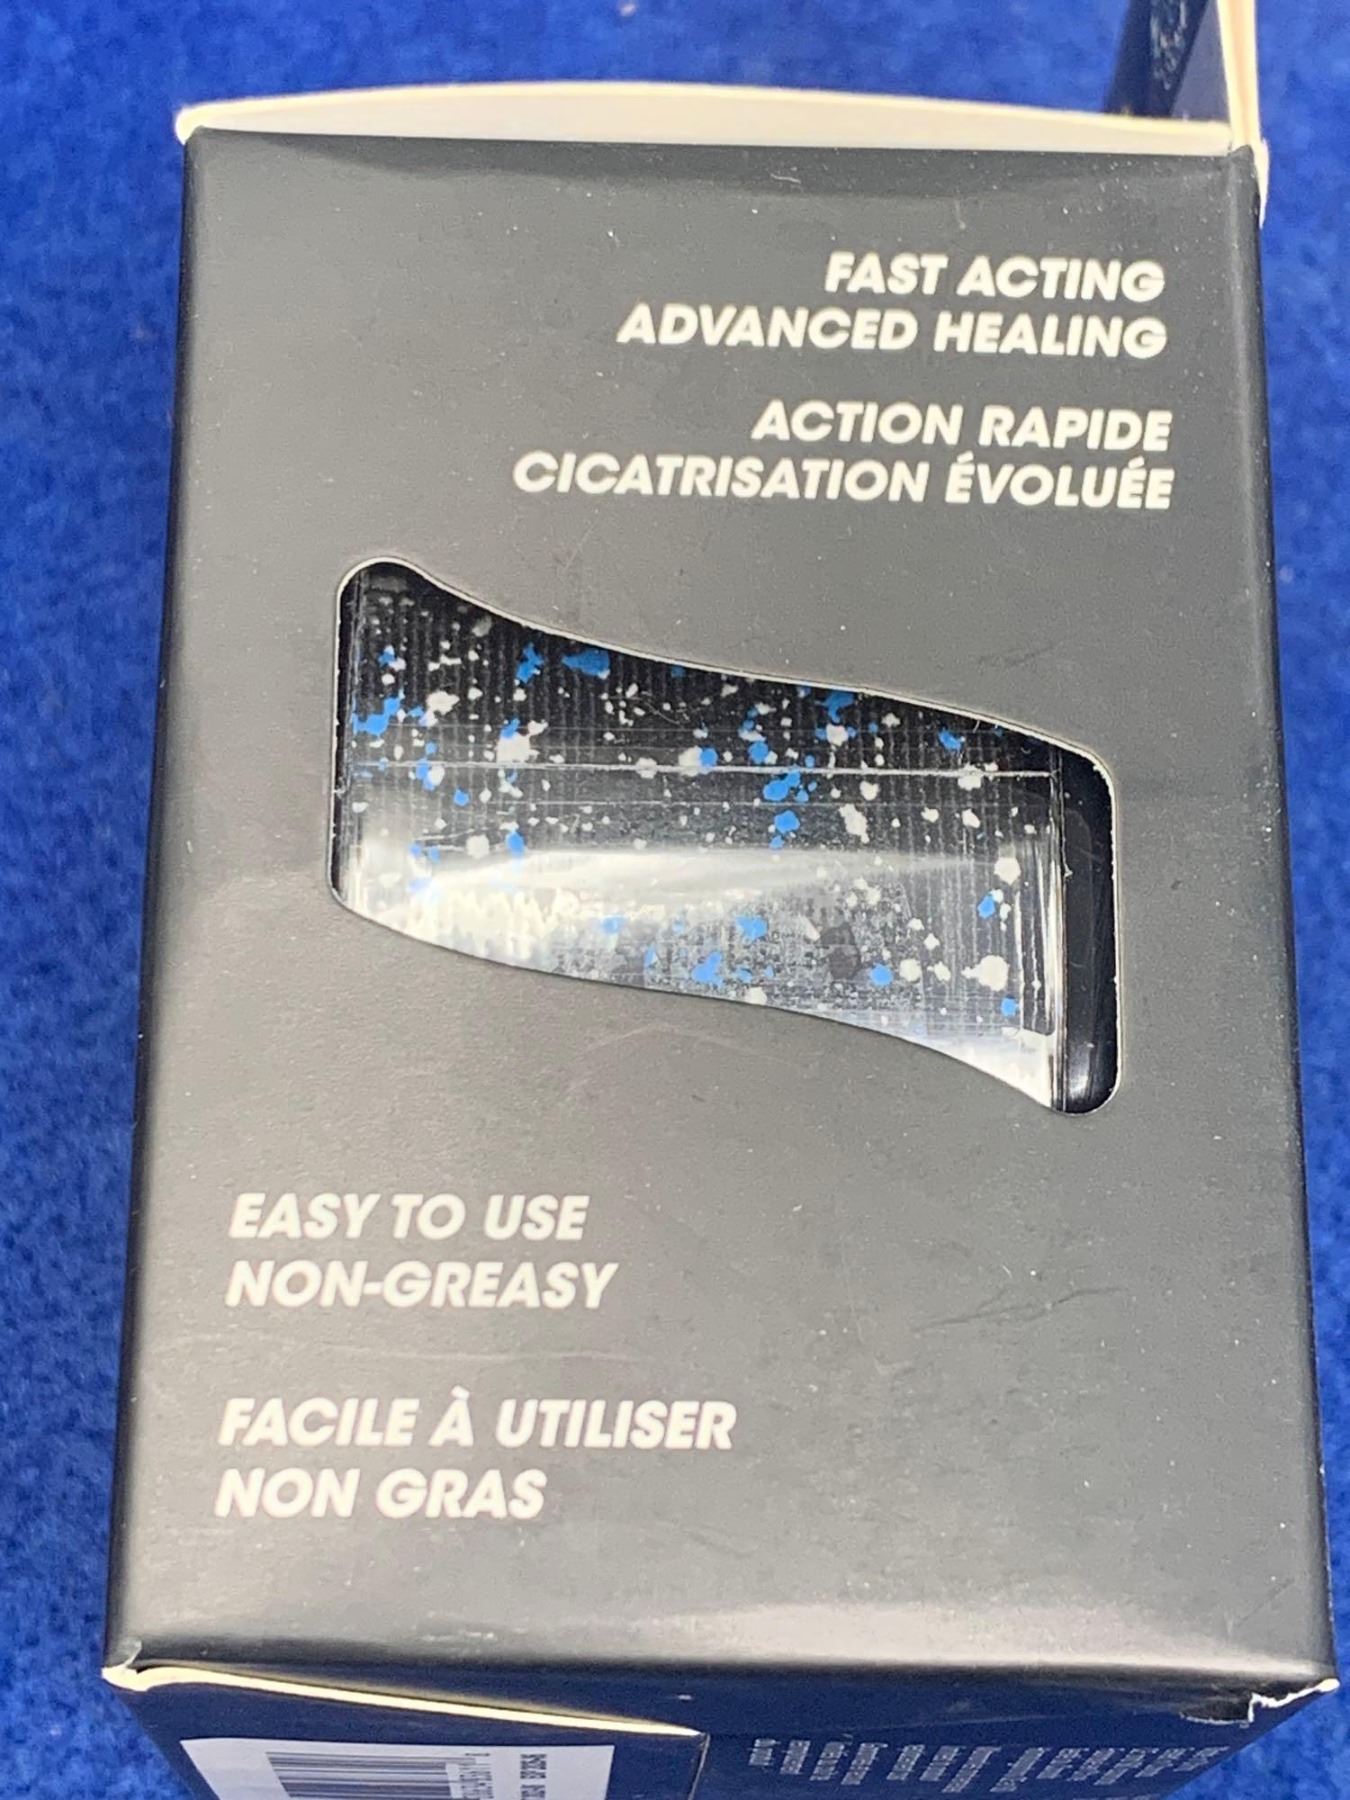 FAST ACTING
ADVANCED HEALING
ACTION RAPIDE
CICATRISATION ÉVOLUÉE
EASY TO USE
NON-GREASY
FACILE À UTILISER
NON GRAS